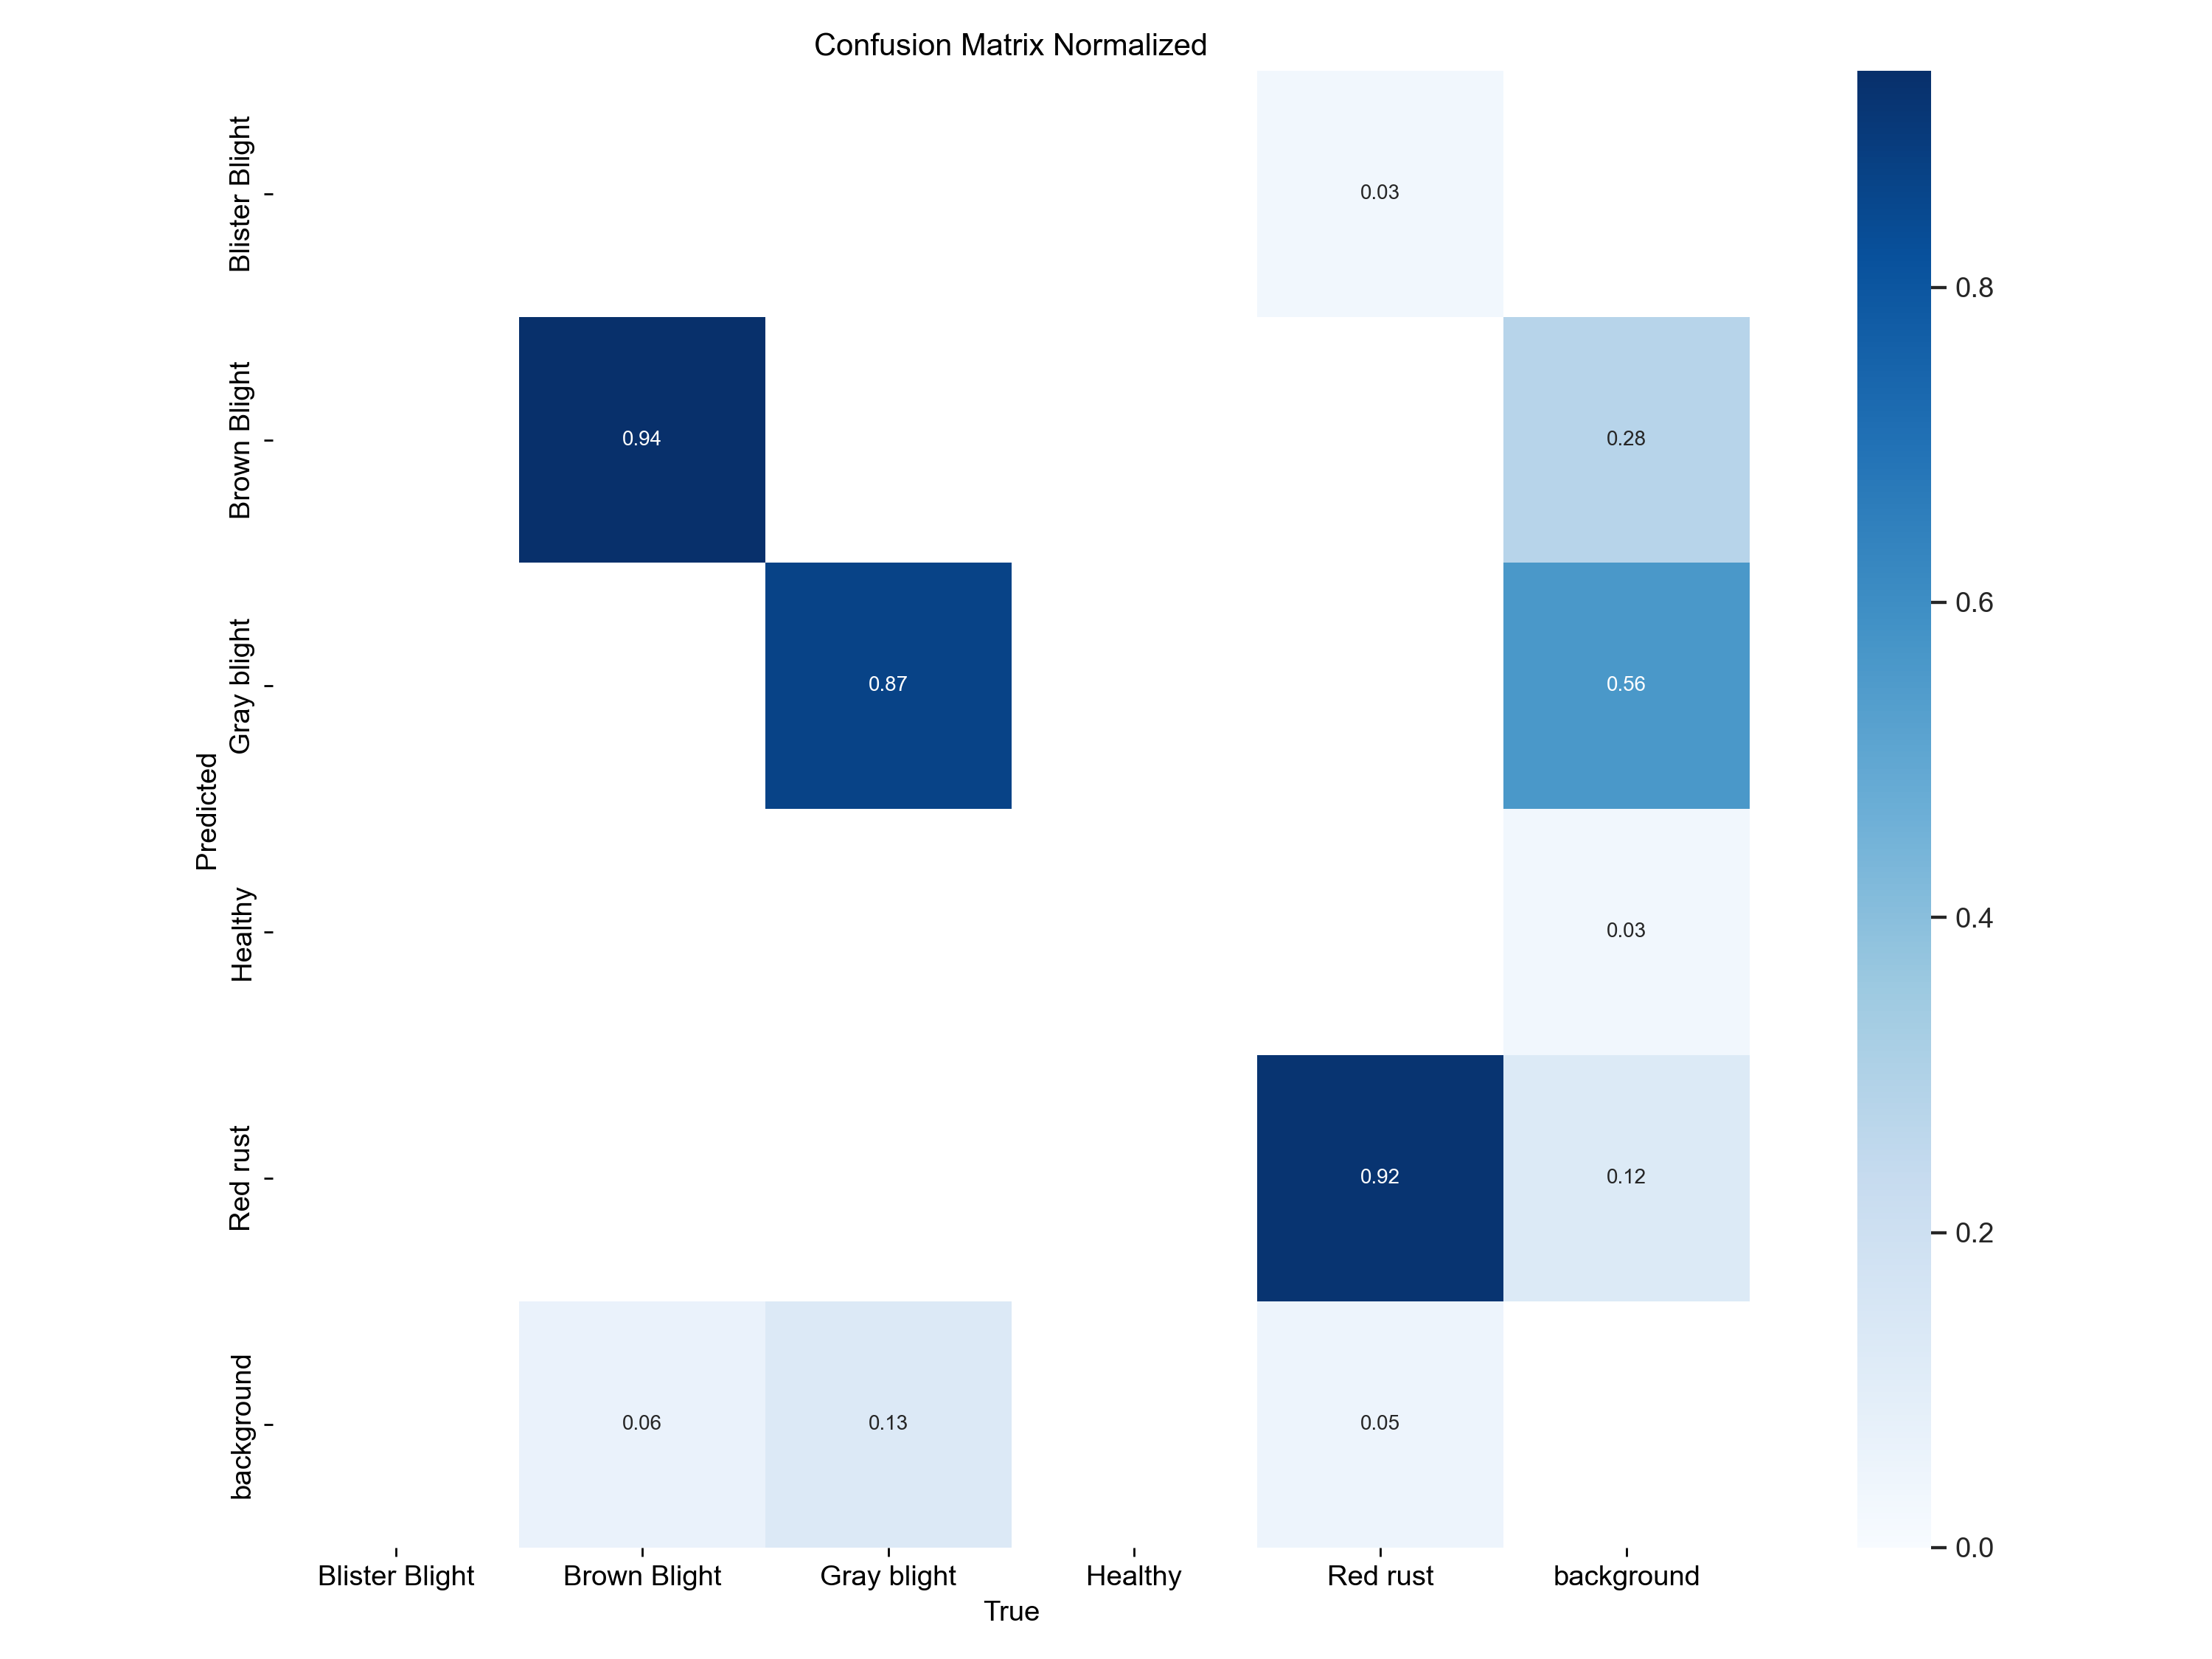 Confusion Matrix Normalized
Blister Blight
0.03
0.8
Brown Blight
0.94
0.28
0.6
Gray blight
0.87
0.56
Predicted
Healthy
0.03
0.4
Red rust
0.92
0.12
0.2
background
0.06
0.13
0.05
0.0
Blister Blight
Brown Blight
Gray blight
Healthy
Red rust
background
True